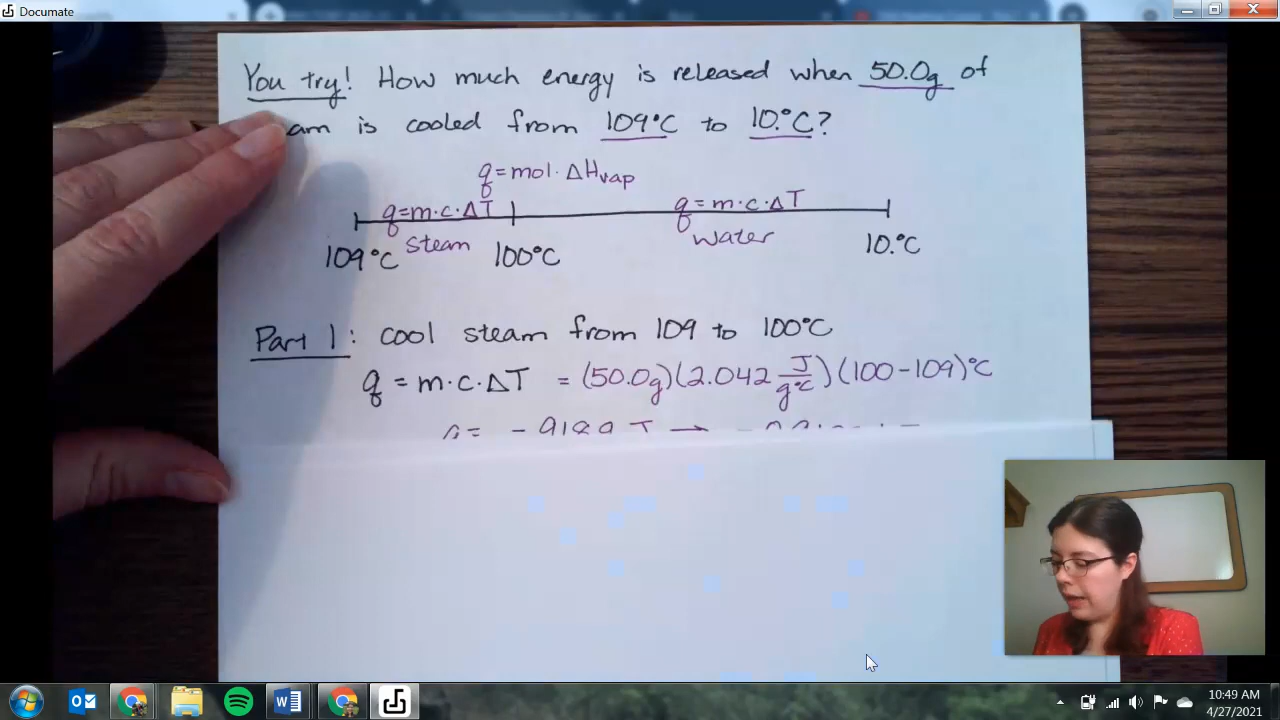 Documate
You try! How much energy is released when 50.0g of
am is cooled from 109°C to 10.°C?
q=mol·ΔHvap
q=m·c·ΔT q=m·c·ΔT
steam water
109°C 100°C 10.°C
Part 1: cool steam from 109 to 100°C
q = m·c·ΔT = (50.0g)(2.042 J/g°C)(100-109)°C
10:49 AM
4/27/2021